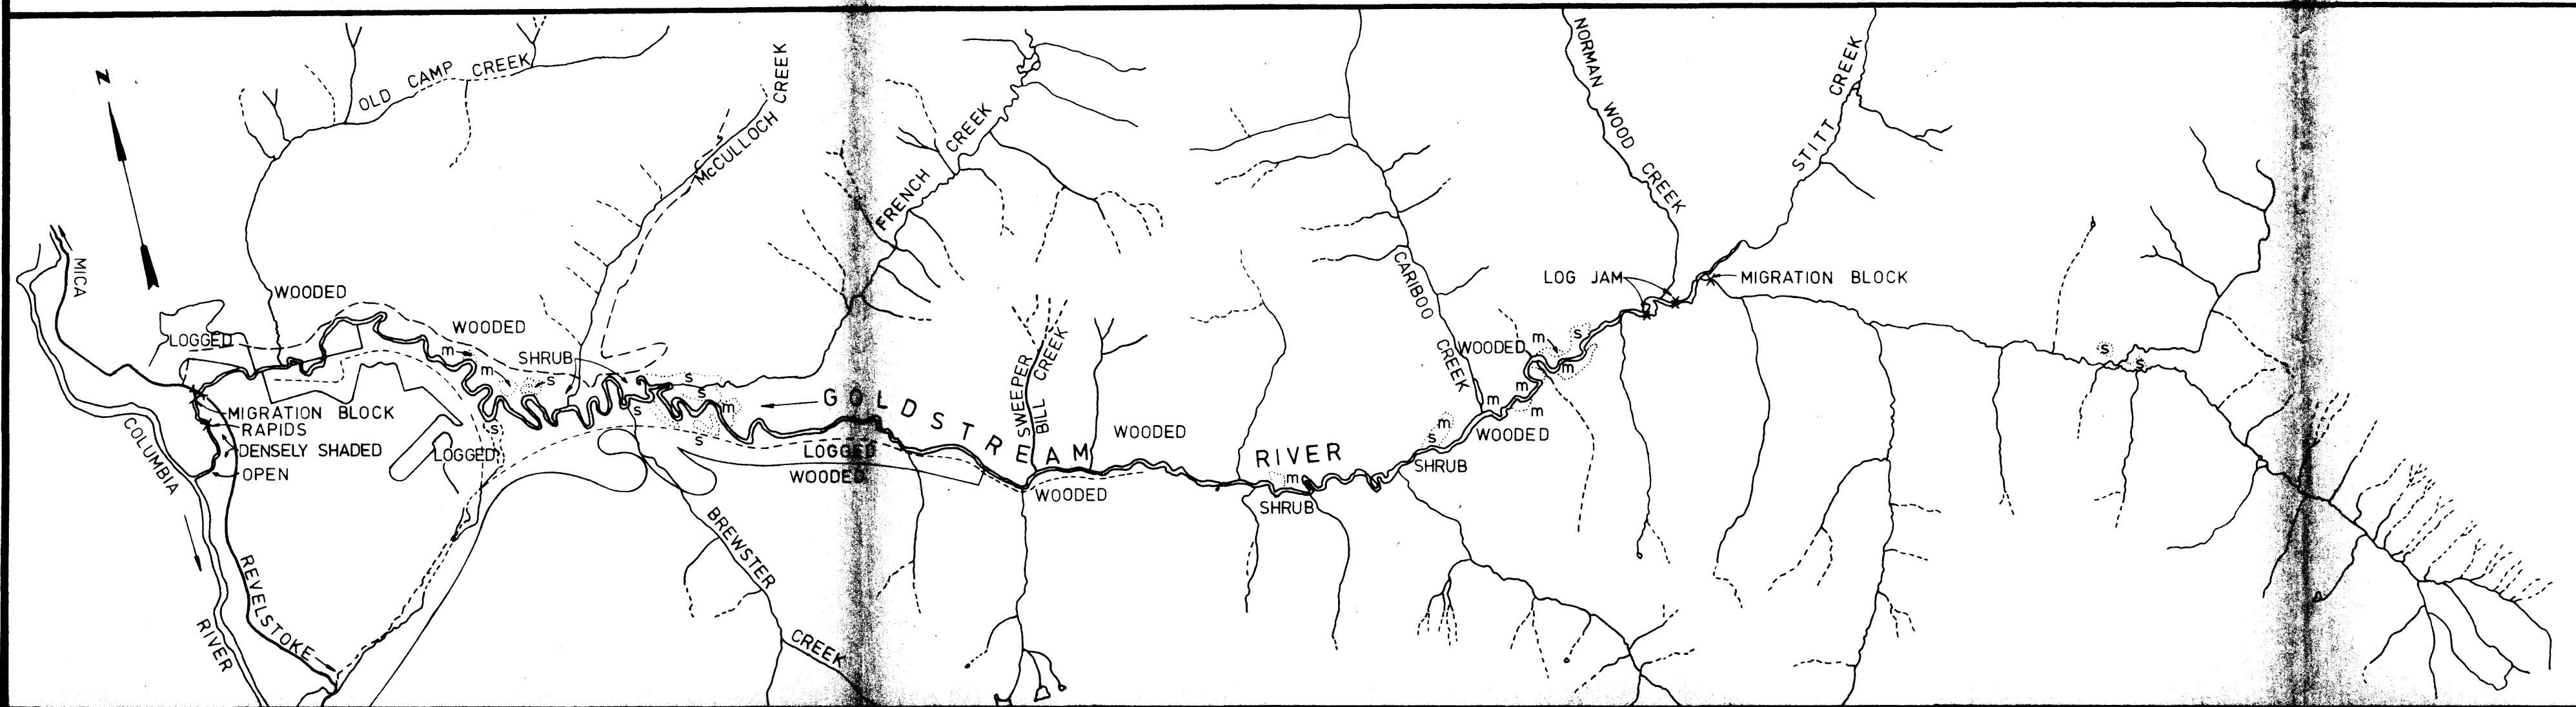 N
OLD CAMP CREEK
McCULLOCH CREEK
FRENCH CREEK
NORMAN WOOD CREEK
STITT CREEK
MICA
WOODED
LOGGED
WOODED
SHRUB
m
m
s
s
s
m
s
s
s
MIGRATION BLOCK
RAPIDS
DENSELY SHADED
OPEN
LOGGED
COLUMBIA RIVER
REVELSTOKE
BREWSTER CREEK
GOLDSTREAM RIVER
LOGGED
WOODED
SWEEPER BILL CREEK
WOODED
WOODED
m
SHRUB
CARIBOO CREEK
WOODED
m
s
m
m
m
m
m
s
WOODED
SHRUB
LOG JAM
MIGRATION BLOCK
s
s